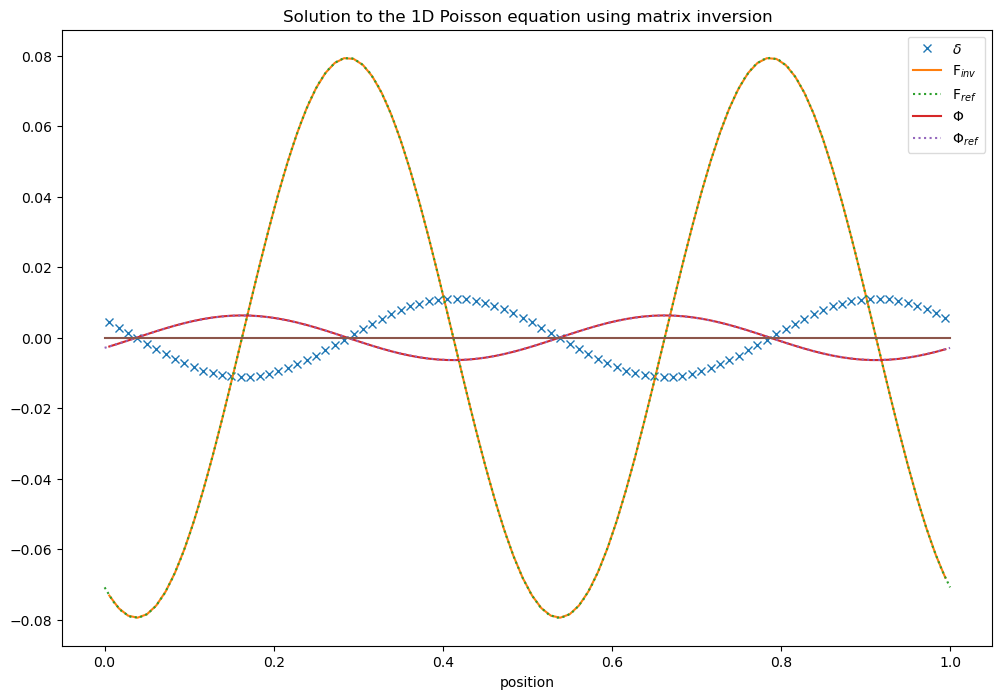 Solution to the 1D Poisson equation using matrix inversion
δ
F_inv
F_ref
Φ
Φ_ref
0.08
0.06
0.04
0.02
0.00
−0.02
−0.04
−0.06
−0.08
0.0 0.2 0.4 0.6 0.8 1.0
position